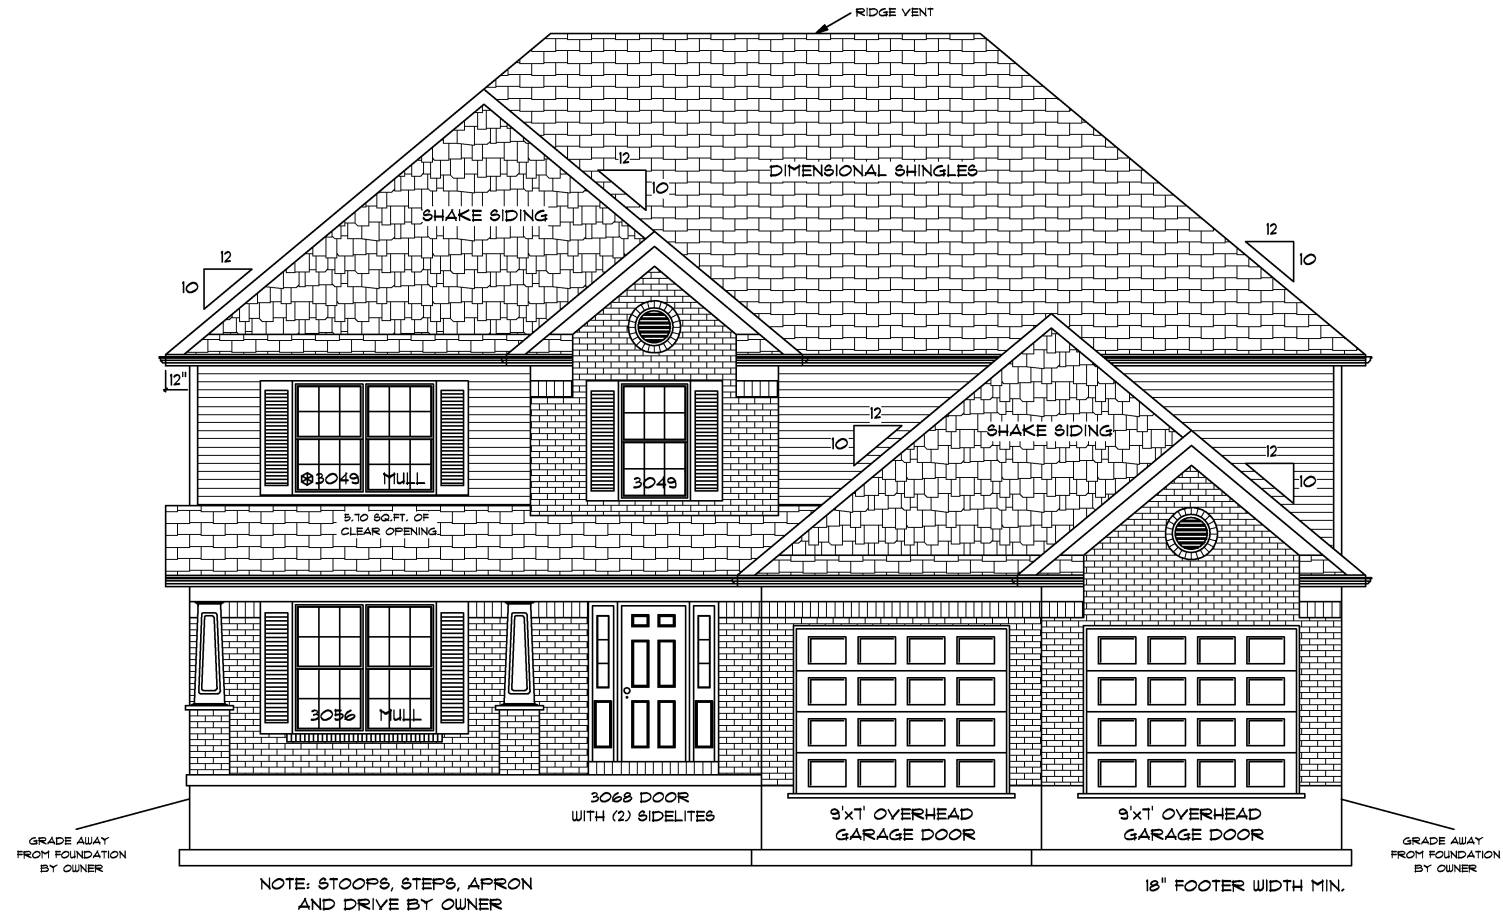 RIDGE VENT
12
10
DIMENSIONAL SHINGLES
SHAKE SIDING
12
10
12
10
12"
12
10
SHAKE SIDING
12
10
⊛3049 MULL
3049
5.70 SQ.FT. OF
CLEAR OPENING
3056 MULL
3068 DOOR
WITH (2) SIDELITES
9'x7' OVERHEAD
GARAGE DOOR
9'x7' OVERHEAD
GARAGE DOOR
GRADE AWAY
FROM FOUNDATION
BY OWNER
GRADE AWAY
FROM FOUNDATION
BY OWNER
NOTE: STOOPS, STEPS, APRON
AND DRIVE BY OWNER
18" FOOTER WIDTH MIN.